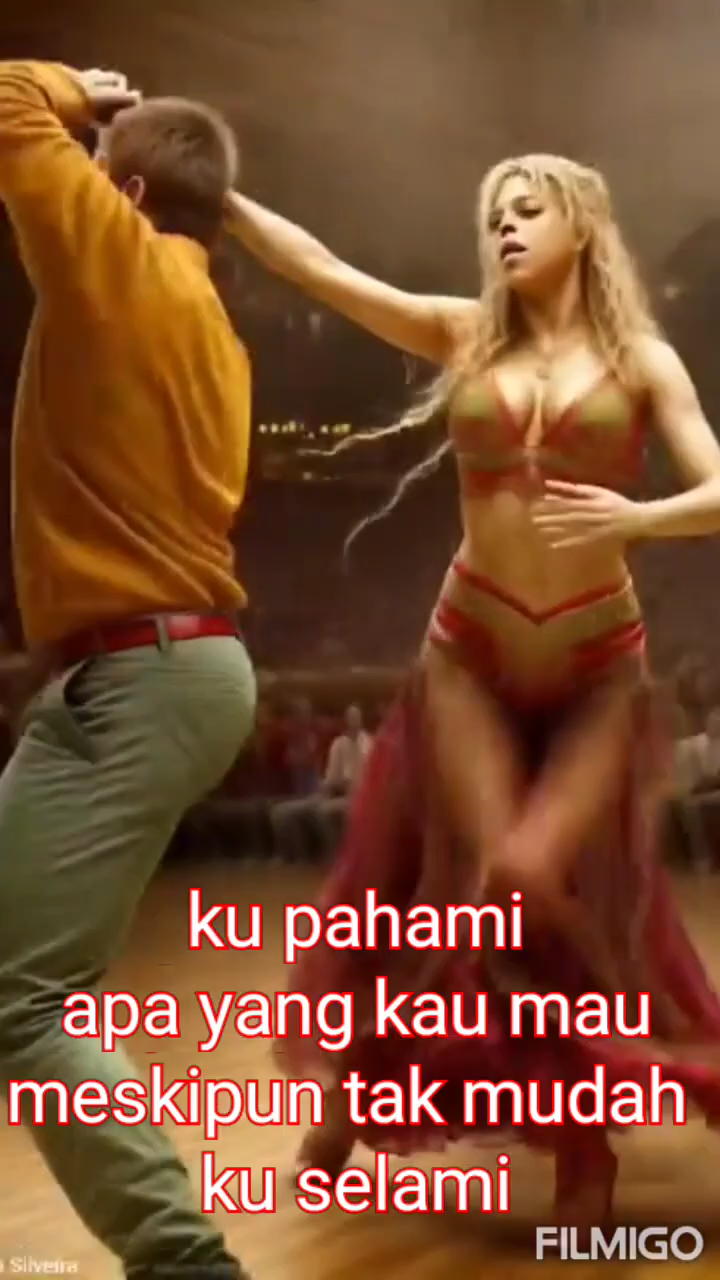 ku pahami
apa yang kau mau
meskipun tak mudah
ku selami
FILMIGO
Silveira